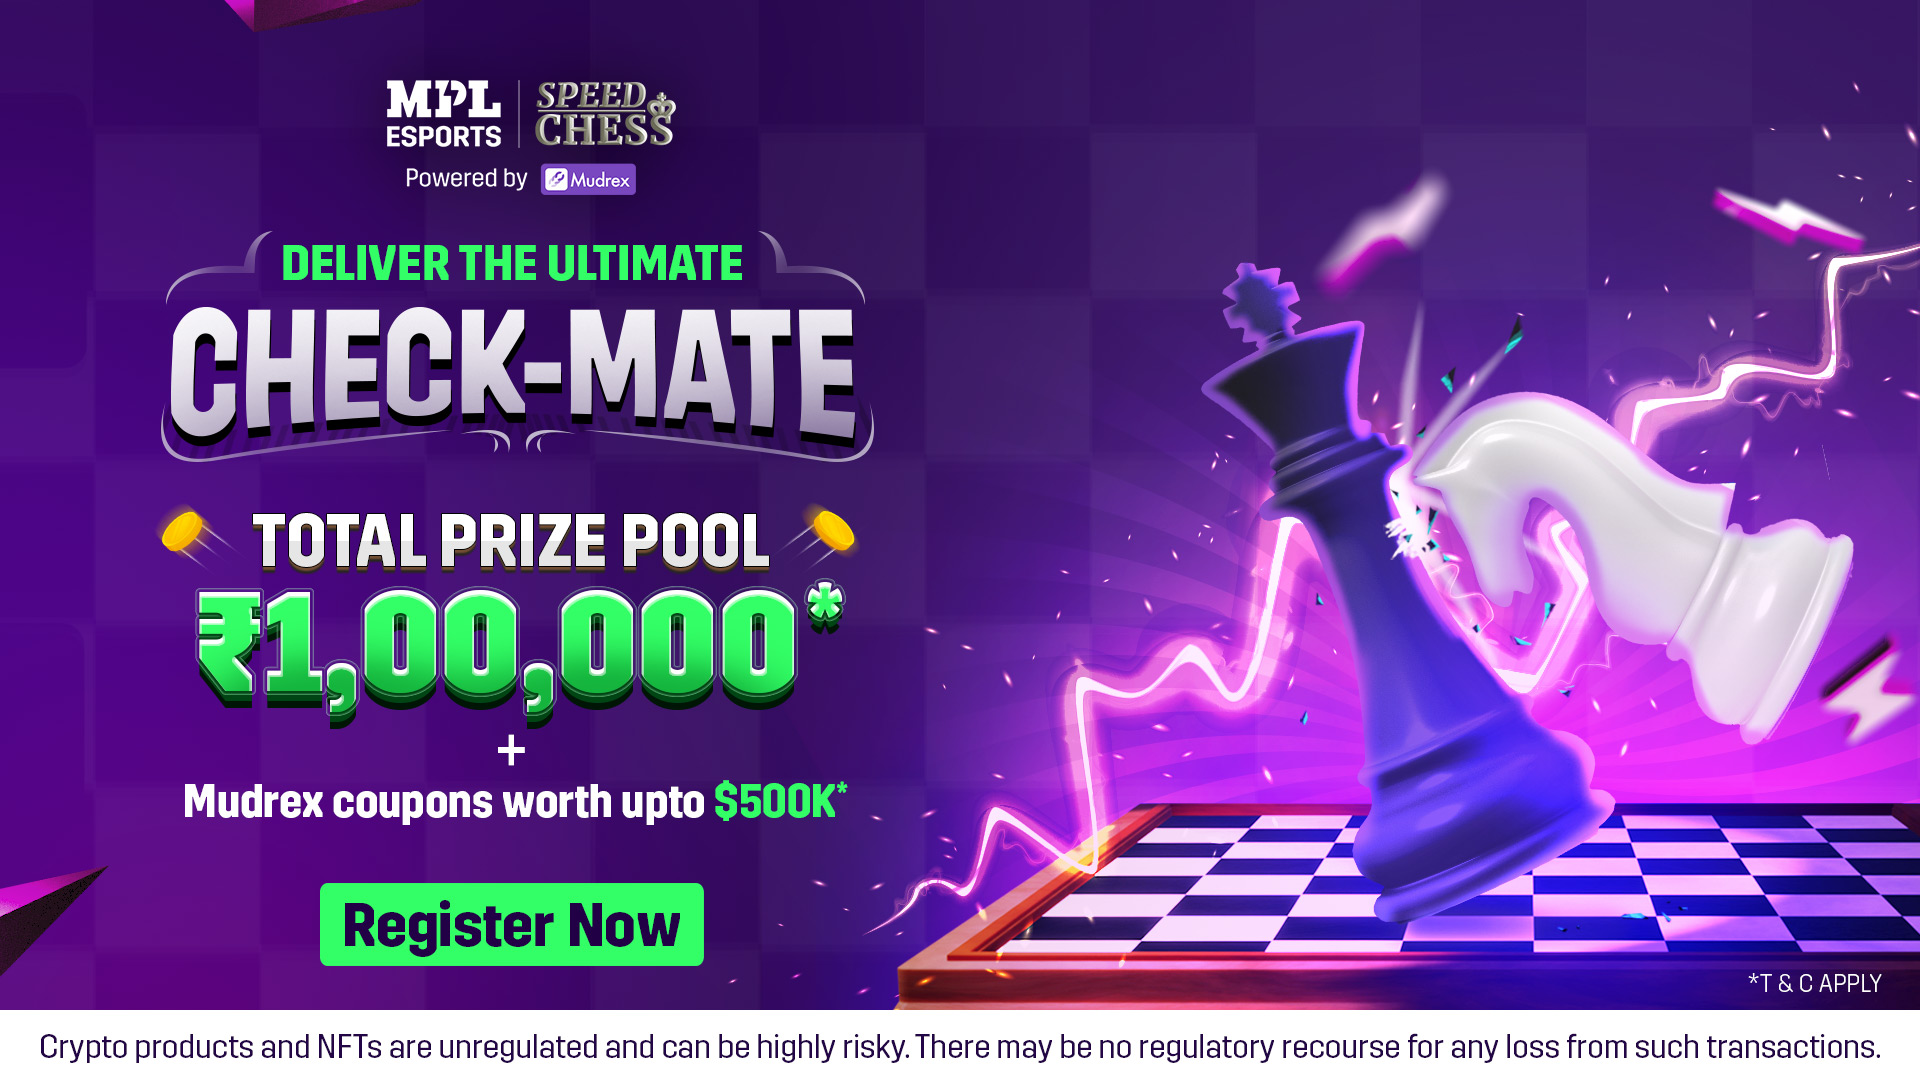 MPL
ESPORTS
SPEED
CHESS
Powered by Mudrex
DELIVER THE ULTIMATE
CHECK-MATE
TOTAL PRIZE POOL
₹1,00,000*
+
Mudrex coupons worth upto $500K*
Register Now
*T & C APPLY
Crypto products and NFTs are unregulated and can be highly risky. There may be no regulatory recourse for any loss from such transactions.